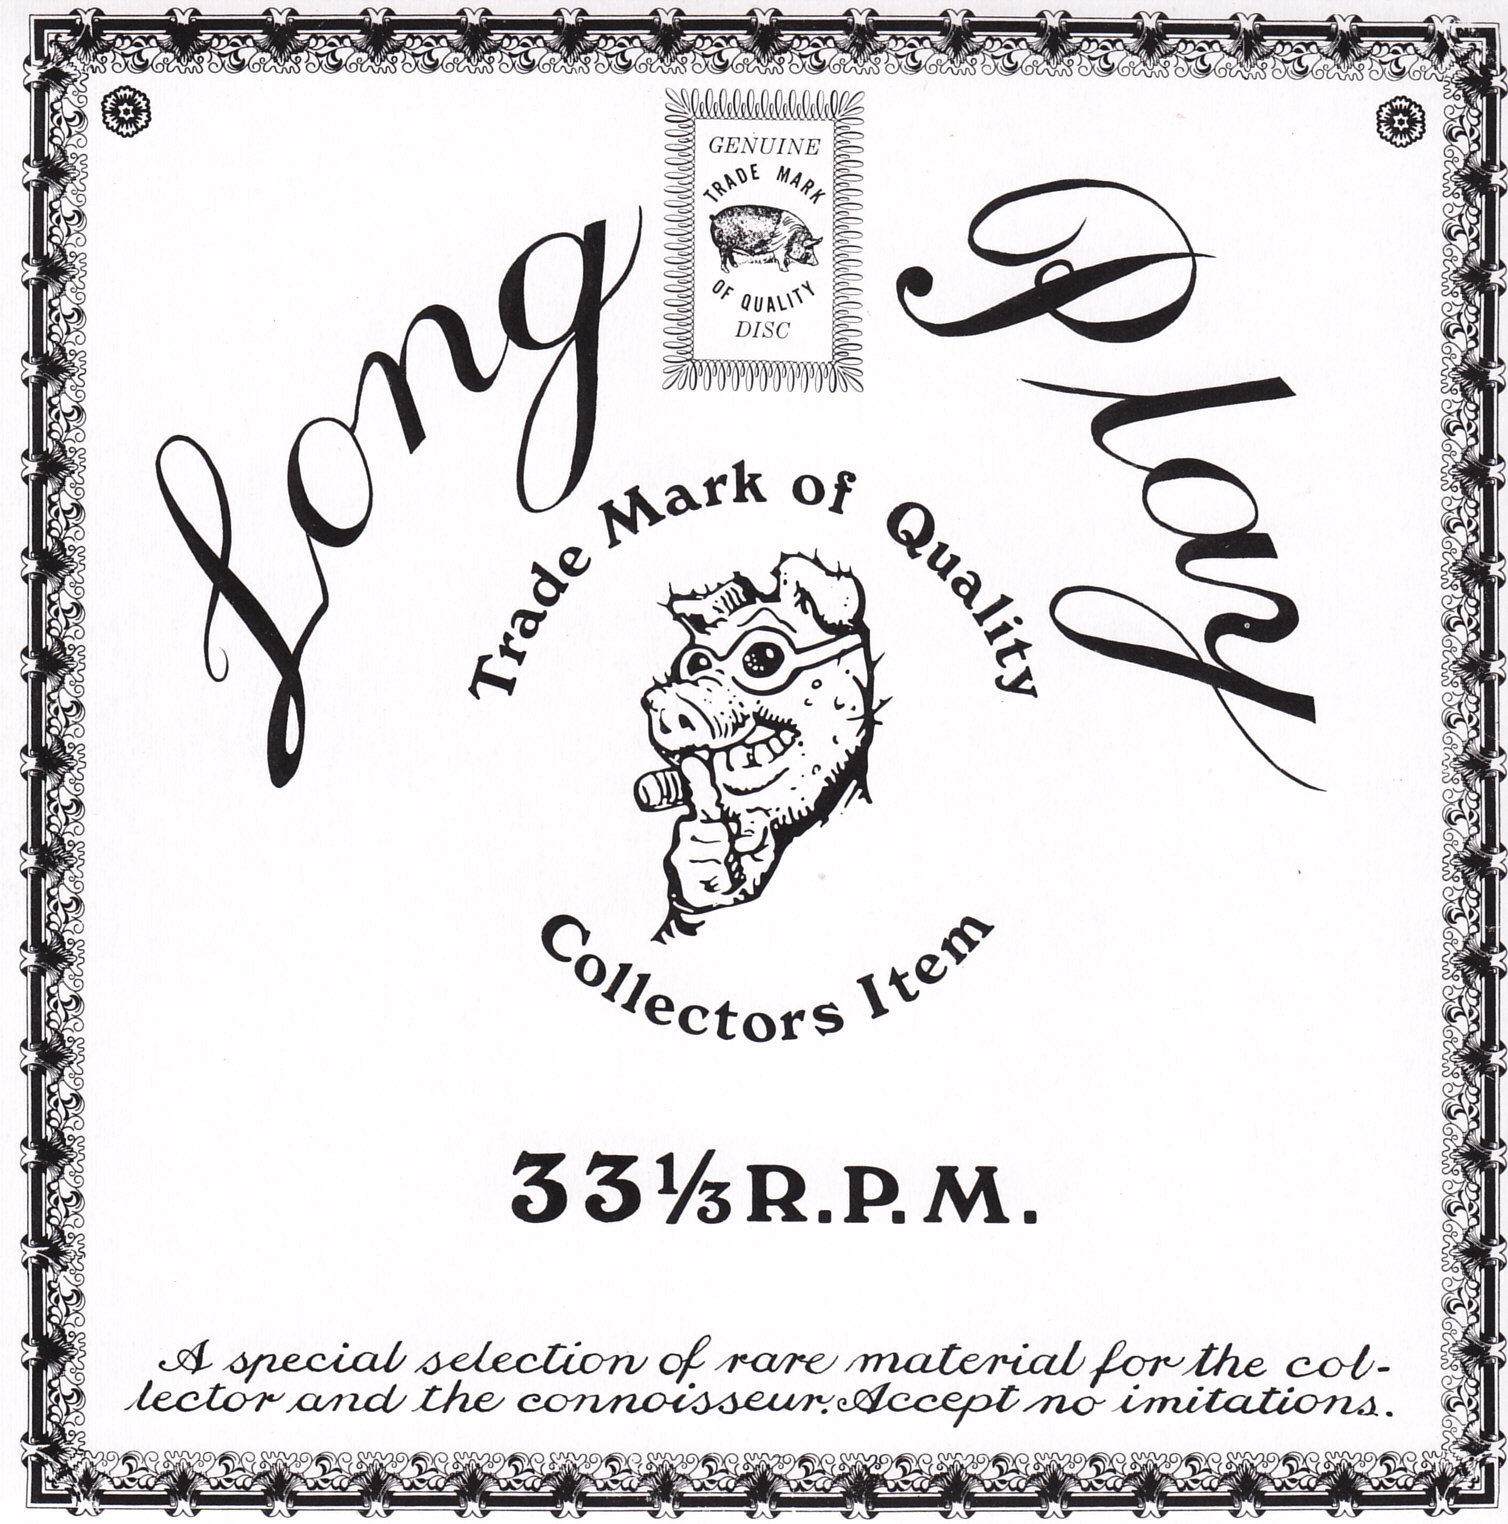 GENUINE
TRADE MARK
OF QUALITY
DISC
Long Play
Trade Mark of Quality
Collectors Item
33⅓ R.P.M.
A special selection of rare material for the col-
lector and the connoisseur. Accept no imitations.